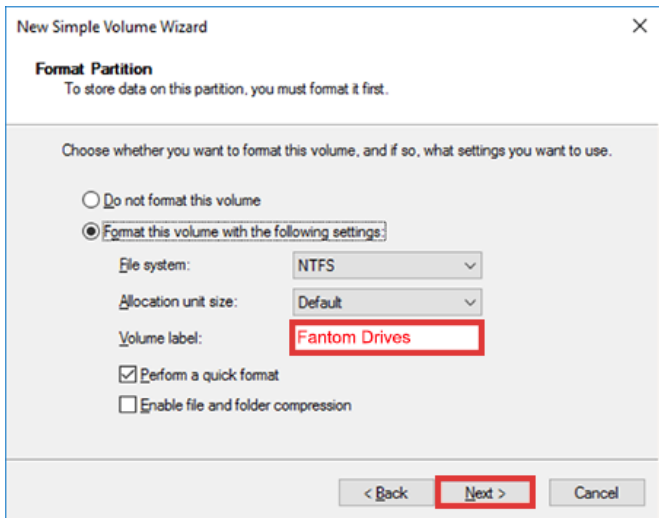 New Simple Volume Wizard
Format Partition
To store data on this partition, you must format it first.
Choose whether you want to format this volume, and if so, what settings you want to use.
Do not format this volume
Format this volume with the following settings:
File system: NTFS
Allocation unit size: Default
Volume label: Fantom Drives
Perform a quick format
Enable file and folder compression
< Back Next > Cancel